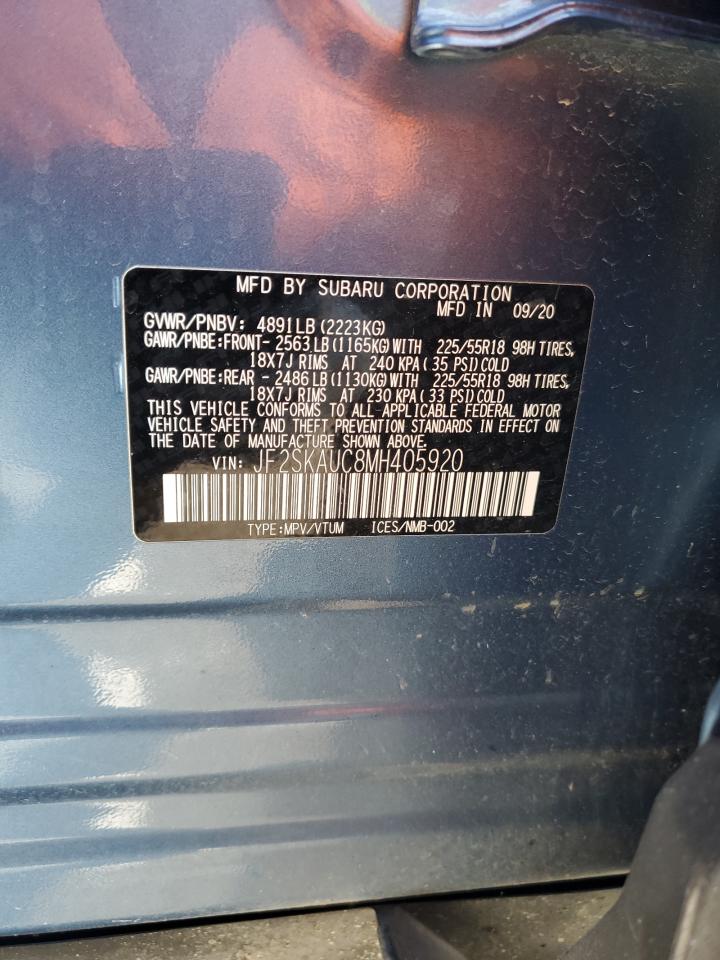 MFD BY SUBARU CORPORATION
MFD IN 09/20
GVWR/PNBV: 4891LB(2223KG)
GAWR/PNBE:FRONT- 2563LB(1165KG)WITH 225/55R18 98H TIRES,
18X7J RIMS AT 240 KPA(35 PSI)COLD
GAWR/PNBE:REAR - 2486LB(1130KG)WITH 225/55R18 98H TIRES,
18X7J RIMS AT 230 KPA(33 PSI)COLD
THIS VEHICLE CONFORMS TO ALL APPLICABLE FEDERAL MOTOR
VEHICLE SAFETY AND THEFT PREVENTION STANDARDS IN EFFECT ON
THE DATE OF MANUFACTURE SHOWN ABOVE.
VIN: JF2SKAUC8MH405920
TYPE:MPV/VTUM ICES/NMB-002